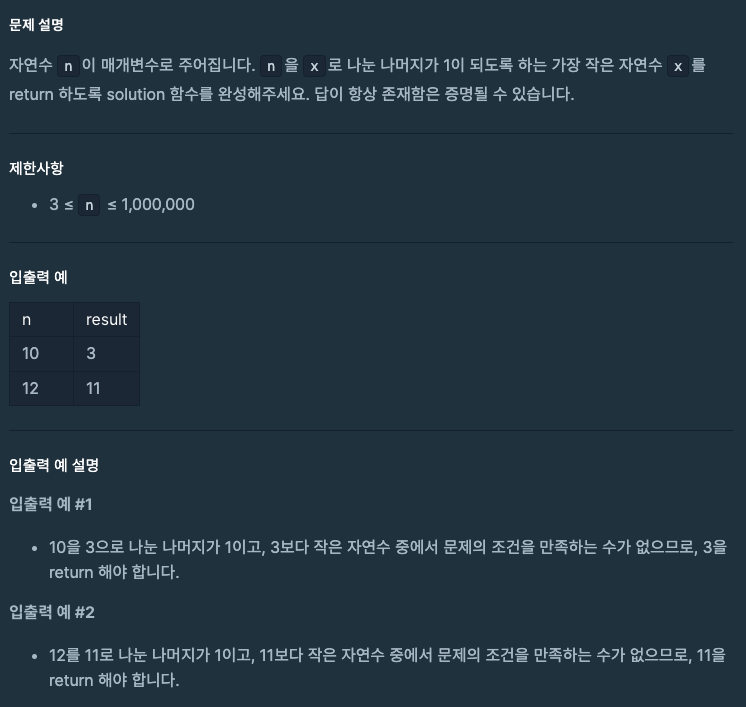 문제 설명
자연수 n 이 매개변수로 주어집니다. n 을 x 로 나눈 나머지가 1이 되도록 하는 가장 작은 자연수 x 를
return 하도록 solution 함수를 완성해주세요. 답이 항상 존재함은 증명될 수 있습니다.
제한사항
• 3 ≤ n ≤ 1,000,000
입출력 예
n result
10 3
12 11
입출력 예 설명
입출력 예 #1
• 10을 3으로 나눈 나머지가 1이고, 3보다 작은 자연수 중에서 문제의 조건을 만족하는 수가 없으므로, 3을
return 해야 합니다.
입출력 예 #2
• 12를 11로 나눈 나머지가 1이고, 11보다 작은 자연수 중에서 문제의 조건을 만족하는 수가 없으므로, 11을
return 해야 합니다.